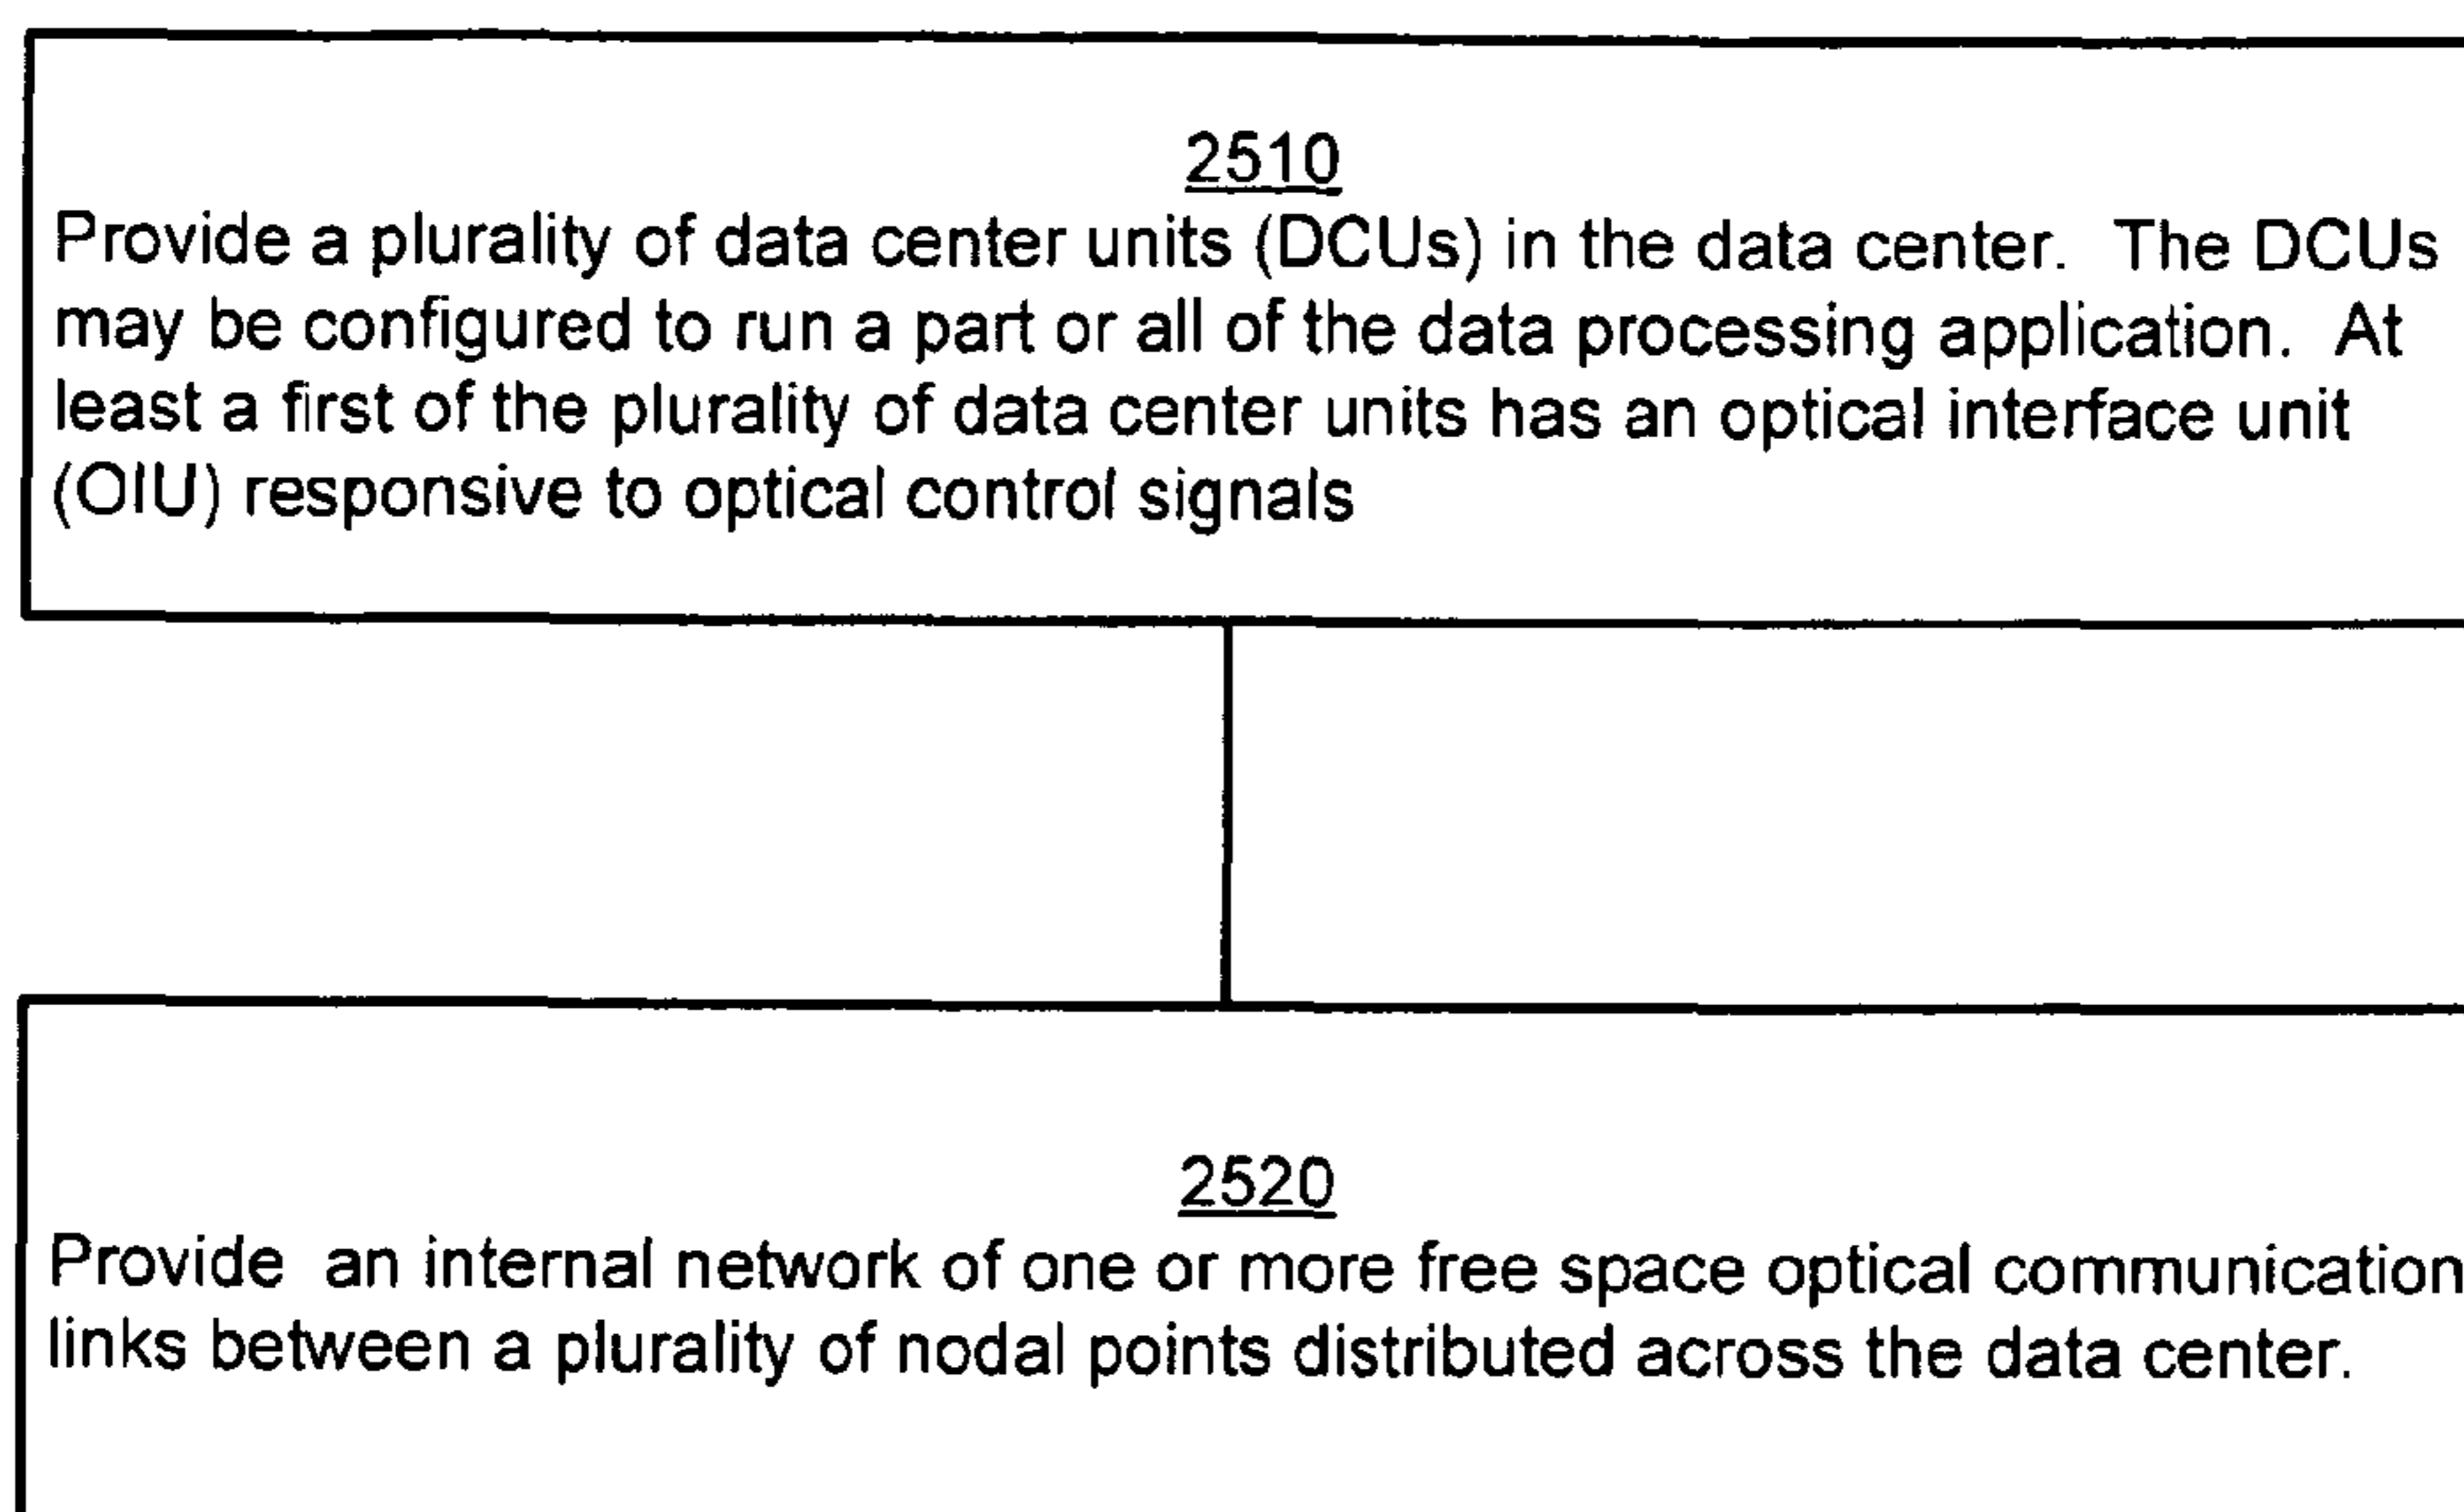 2510
Provide a plurality of data center units (DCUs) in the data center.  The DCUs
may be configured to run a part or all of the data processing application.  At
least a first of the plurality of data center units has an optical interface unit
(OIU) responsive to optical control signals
2520
Provide  an internal network of one or more free space optical communication
links between a plurality of nodal points distributed across the data center.